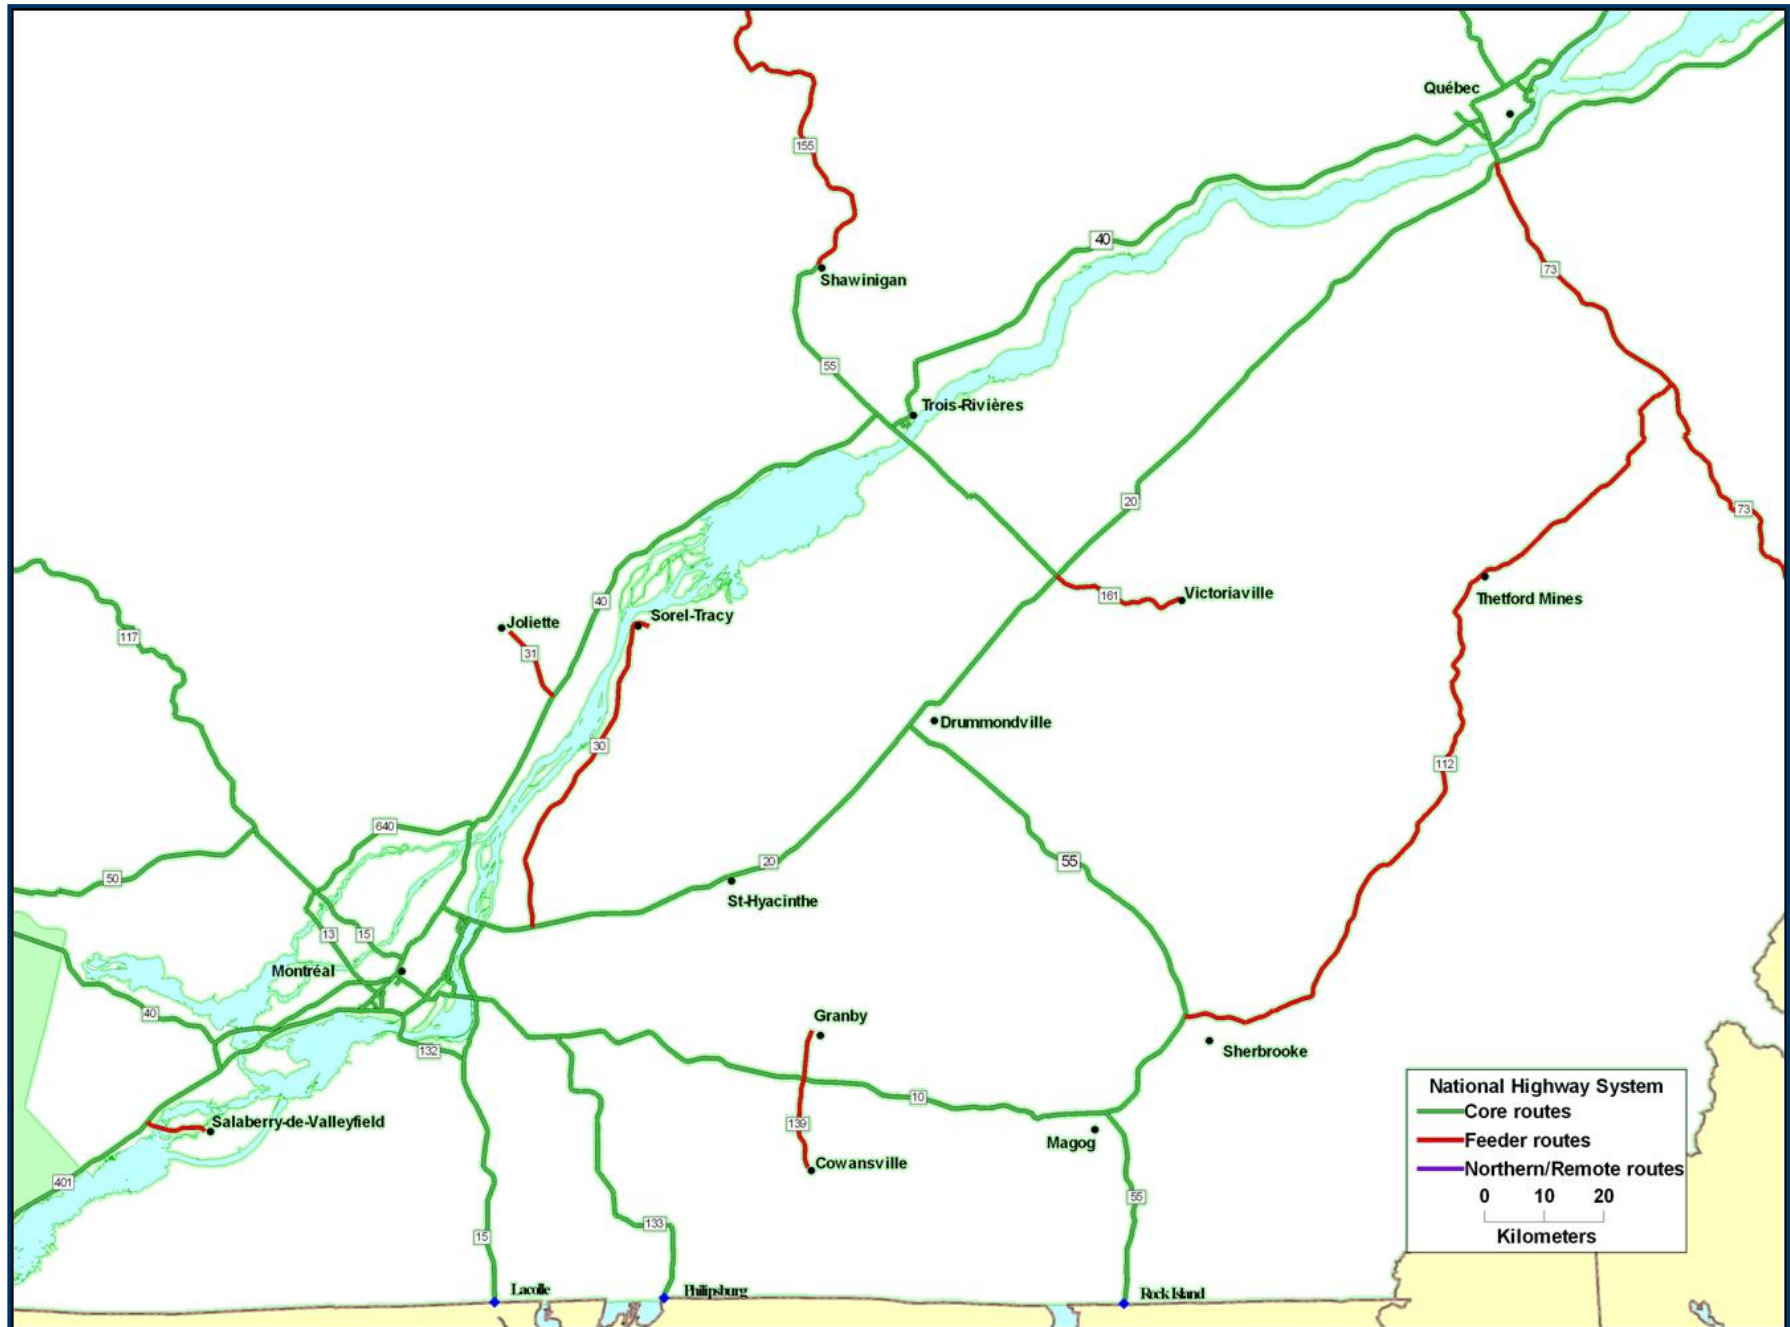 Québec
155
40
73
Shawinigan
55
Trois-Rivières
20
73
Victoriaville
161
Thetford Mines
40
Joliette
Sorel-Tracy
117
31
Drummondville
30
112
640
20
55
50
St-Hyacinthe
13
15
Montréal
40
Granby
132
Sherbrooke
10
Salaberry-de-Valleyfield
139
Magog
Cowansville
401
55
133
15
Lacolle
Philipsburg
Rock Island
National Highway System
Core routes
Feeder routes
Northern/Remote routes
0 10 20
Kilometers